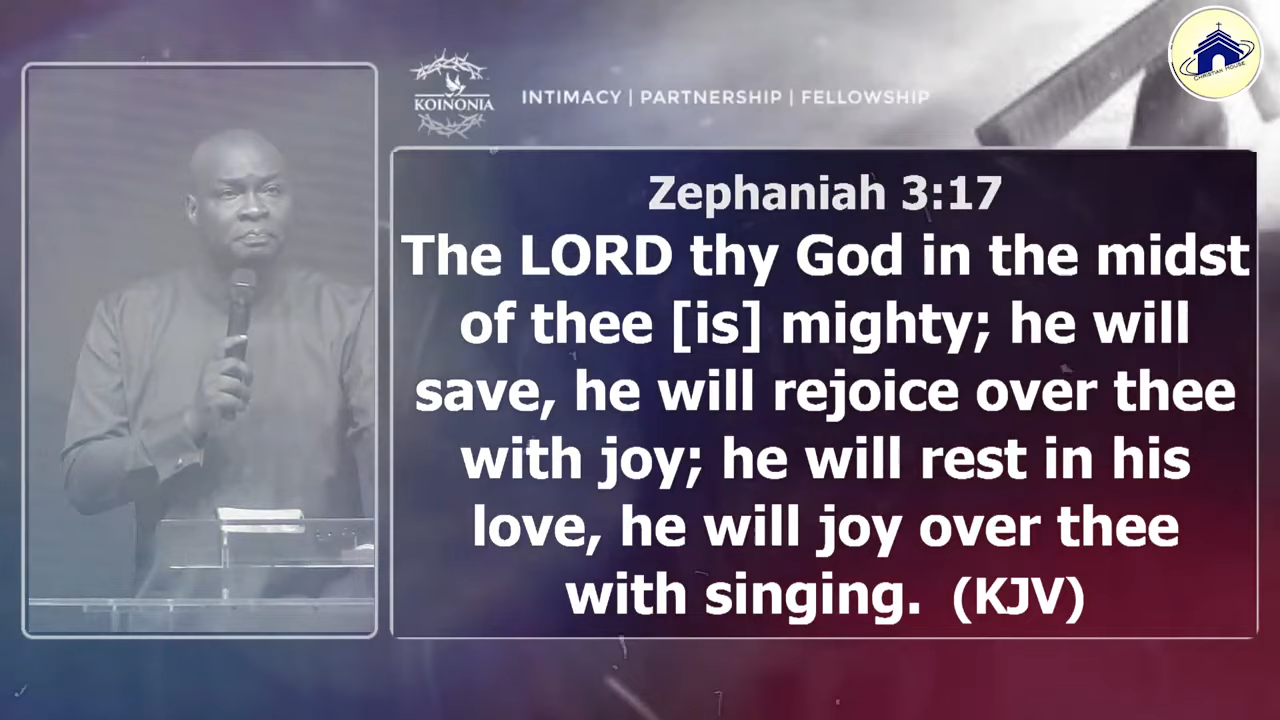 CHRISTIAN HOUSE
KOINONIA
INTIMACY | PARTNERSHIP | FELLOWSHIP
Zephaniah 3:17
The LORD thy God in the midst
of thee [is] mighty; he will
save, he will rejoice over thee
with joy; he will rest in his
love, he will joy over thee
with singing. (KJV)